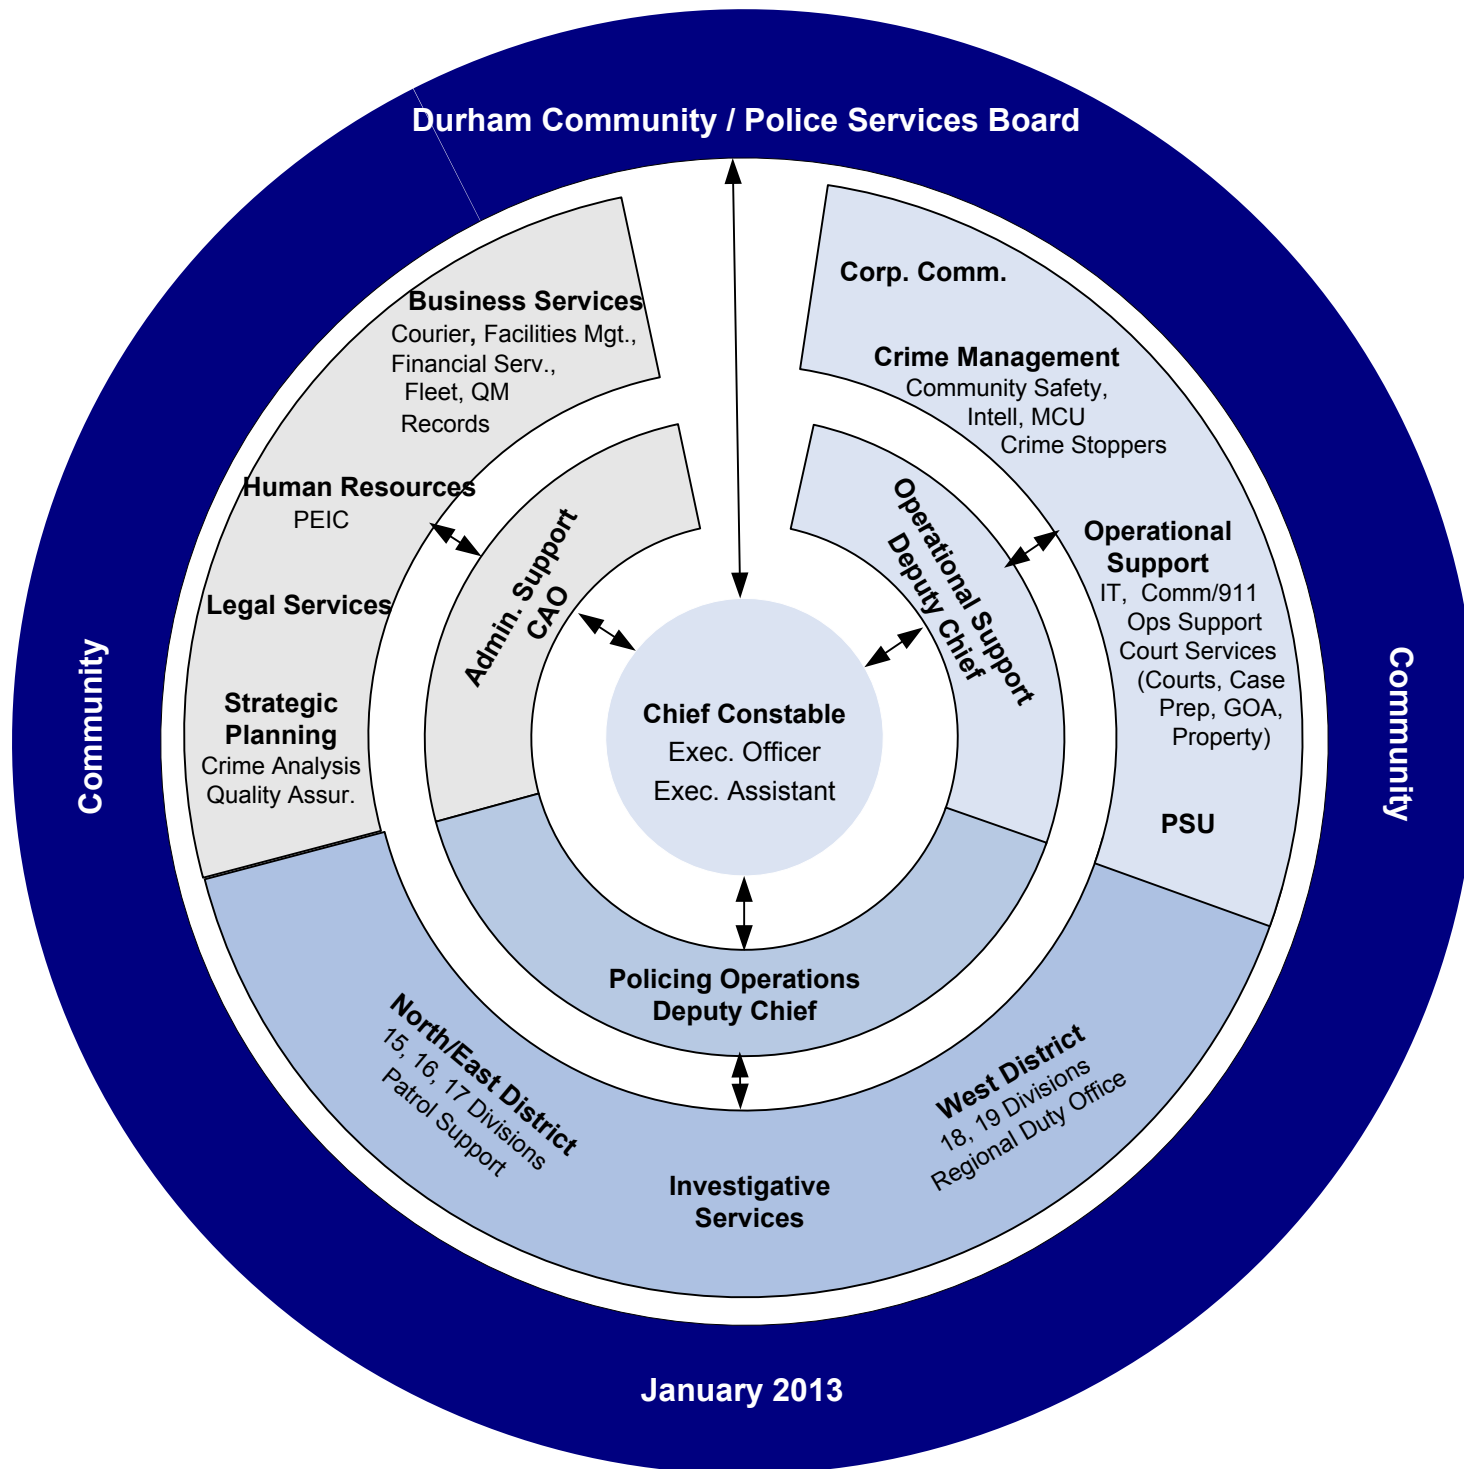 Durham Community / Police Services Board
Business Services
Courier, Facilities Mgt.,
Financial Serv.,
Fleet, QM
Records
Human Resources
PEIC
Legal Services
Strategic
Planning
Crime Analysis
Quality Assur.
Corp. Comm.
Crime Management
Community Safety,
Intell, MCU
Crime Stoppers
Operational
Support
IT, Comm/911
Ops Support
Court Services
(Courts, Case
Prep, GOA,
Property)
PSU
Admin. Support
CAO
Operational Support
Deputy Chief
Chief Constable
Exec. Officer
Exec. Assistant
Policing Operations
Deputy Chief
North/East District
15, 16, 17 Divisions
Patrol Support
Investigative
Services
West District
18, 19 Divisions
Regional Duty Office
Community
Community
January 2013